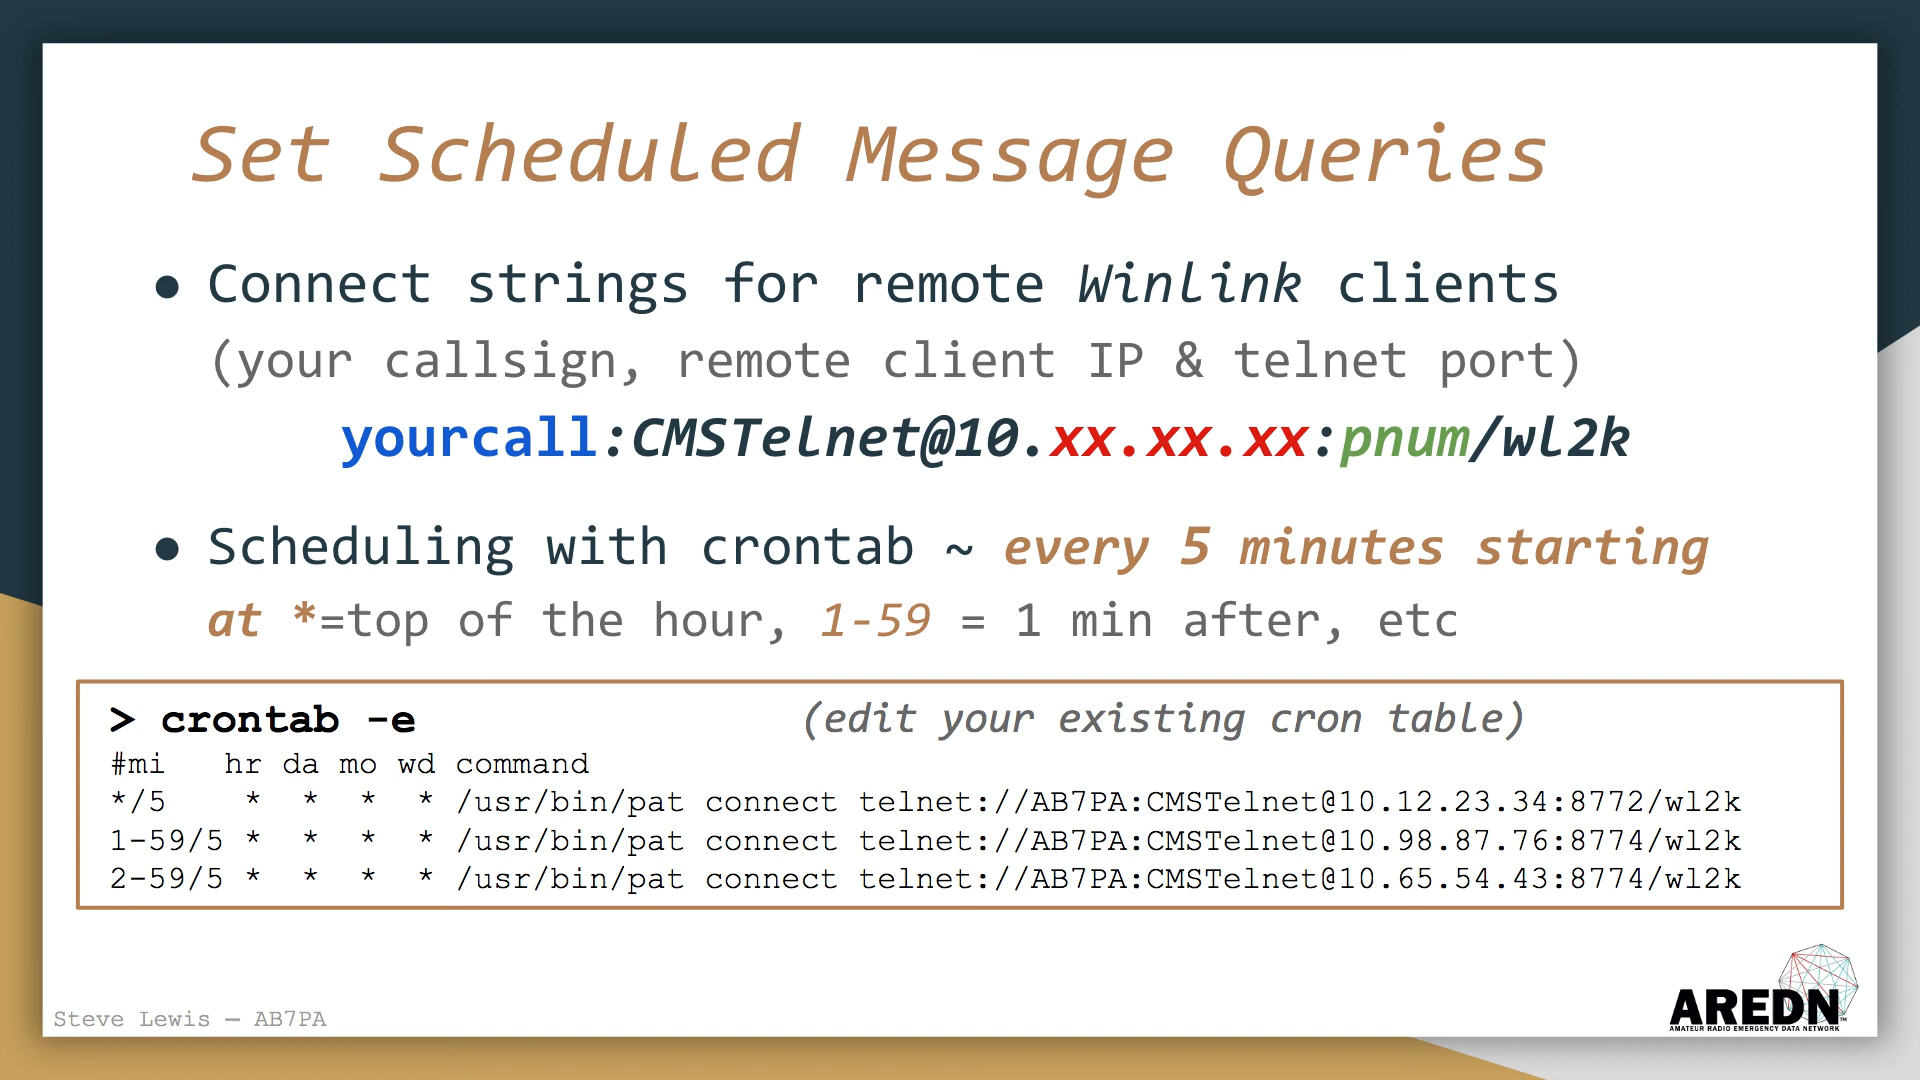 Set Scheduled Message Queries
● Connect strings for remote Winlink clients
(your callsign, remote client IP & telnet port)
yourcall:CMSTelnet@10.xx.xx.xx:pnum/wl2k
● Scheduling with crontab ~ every 5 minutes starting
at *=top of the hour, 1-59 = 1 min after, etc
> crontab -e (edit your existing cron table)
#mi hr da mo wd command
*/5 * * * * /usr/bin/pat connect telnet://AB7PA:CMSTelnet@10.12.23.34:8772/wl2k
1-59/5 * * * * /usr/bin/pat connect telnet://AB7PA:CMSTelnet@10.98.87.76:8774/wl2k
2-59/5 * * * * /usr/bin/pat connect telnet://AB7PA:CMSTelnet@10.65.54.43:8774/wl2k
Steve Lewis – AB7PA
AREDN™
AMATEUR RADIO EMERGENCY DATA NETWORK